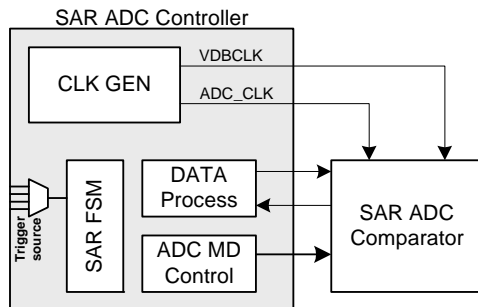 SAR ADC Controller
VDBCLK
CLK GEN
ADC_CLK
DATA
Process
SAR FSM
Trigger
source
SAR ADC
Comparator
ADC MD
Control